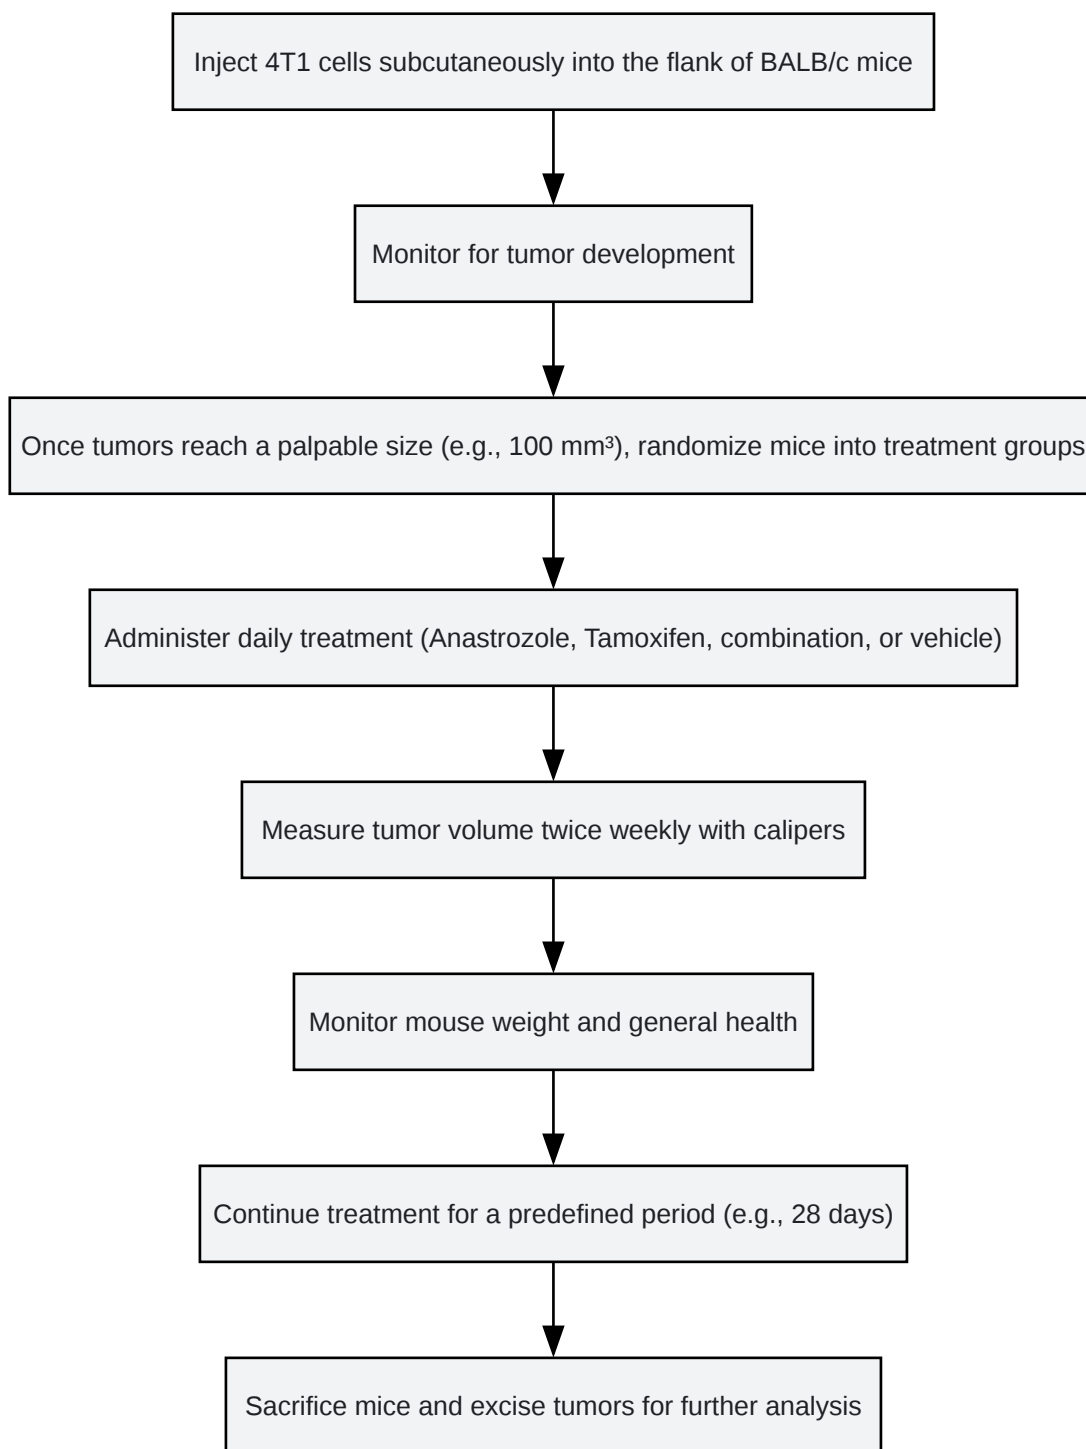 Inject 4T1 cells subcutaneously into the flank of BALB/c mice
Monitor for tumor development
Once tumors reach a palpable size (e.g., 100 mm³), randomize mice into treatment groups
Administer daily treatment (Anastrozole, Tamoxifen, combination, or vehicle)
Measure tumor volume twice weekly with calipers
Monitor mouse weight and general health
Continue treatment for a predefined period (e.g., 28 days)
Sacrifice mice and excise tumors for further analysis